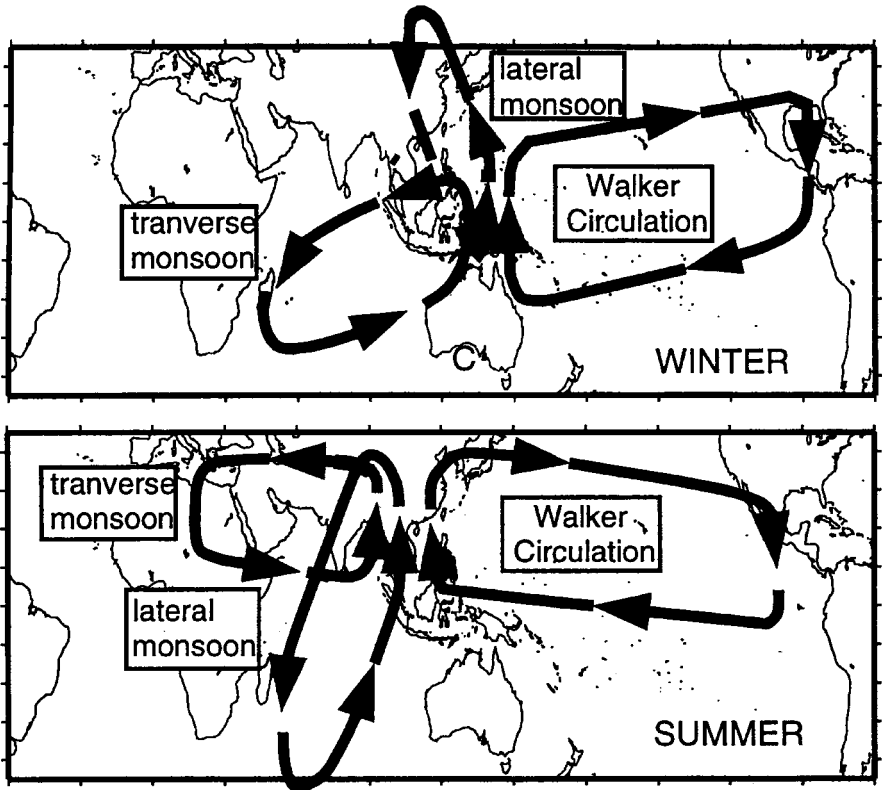 lateral
monsoon
Walker
Circulation
tranverse
monsoon
C
WINTER
tranverse
monsoon
Walker
Circulation
lateral
monsoon
SUMMER